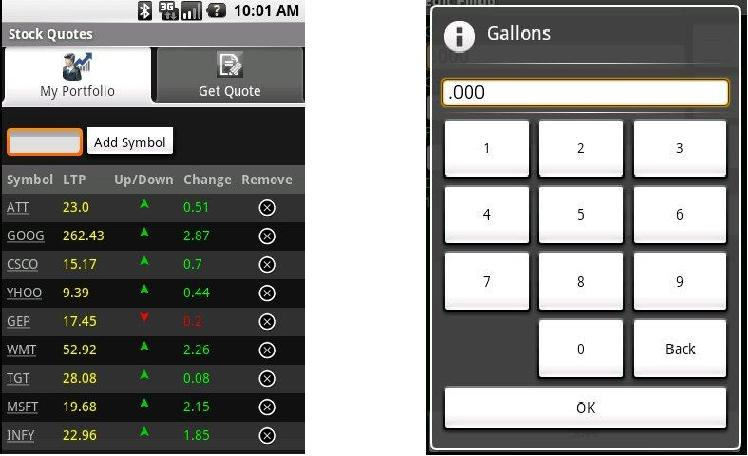 3G 10:01 AM
Stock Quotes
My Portfolio Get Quote
Add Symbol
Symbol LTP Up/Down Change Remove
ATT 23.0 0.51
GOOG 262.43 2.87
CSCO 15.17 0.7
YHOO 9.39 0.44
GEP 17.45 0.2
WMT 52.92 2.26
TGT 28.08 0.08
MSFT 19.68 2.15
INFY 22.96 1.85
Gallons
.000
1 2 3
4 5 6
7 8 9
0 Back
OK